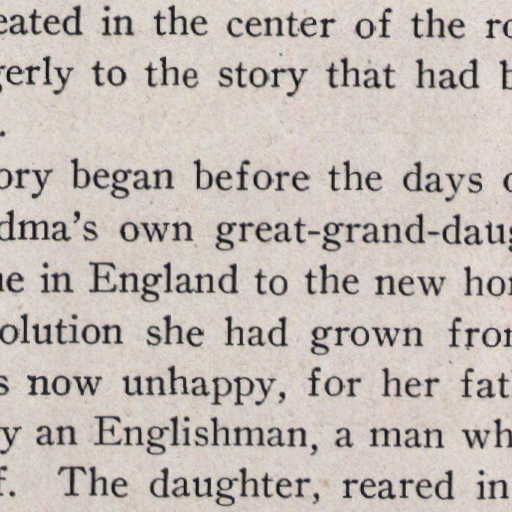 eated in the center of the ro
gerly to the story that had b
.
ory began before the days o
dma's own great-grand-daug
ne in England to the new hom
olution she had grown from
s now unhappy, for her fat
y an Englishman, a man wh
f. The daughter, reared in